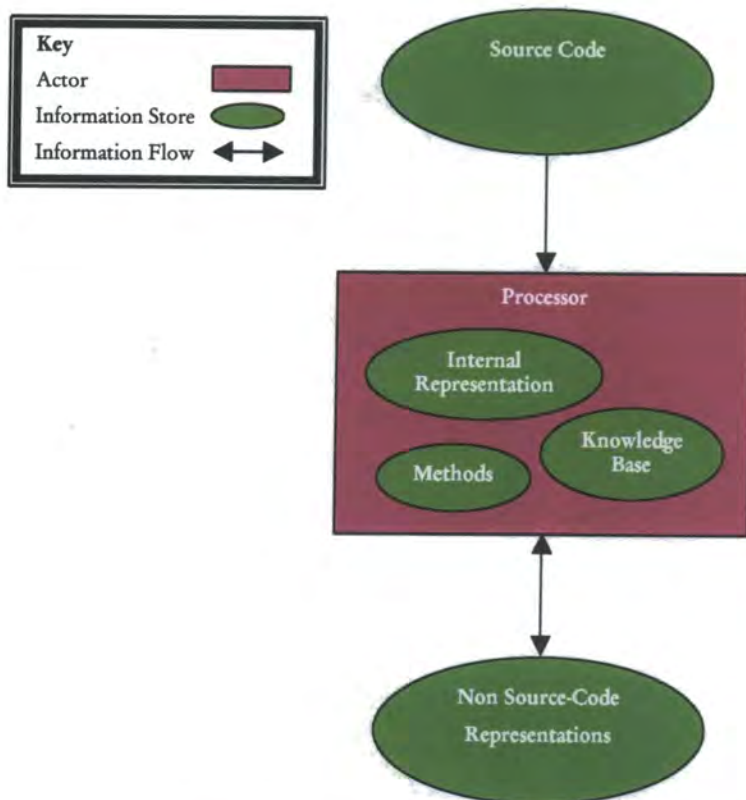 Key
Actor
Information Store
Information Flow
Source Code
Processor
Internal
Representation
Knowledge
Base
Methods
Non Source-Code
Representations